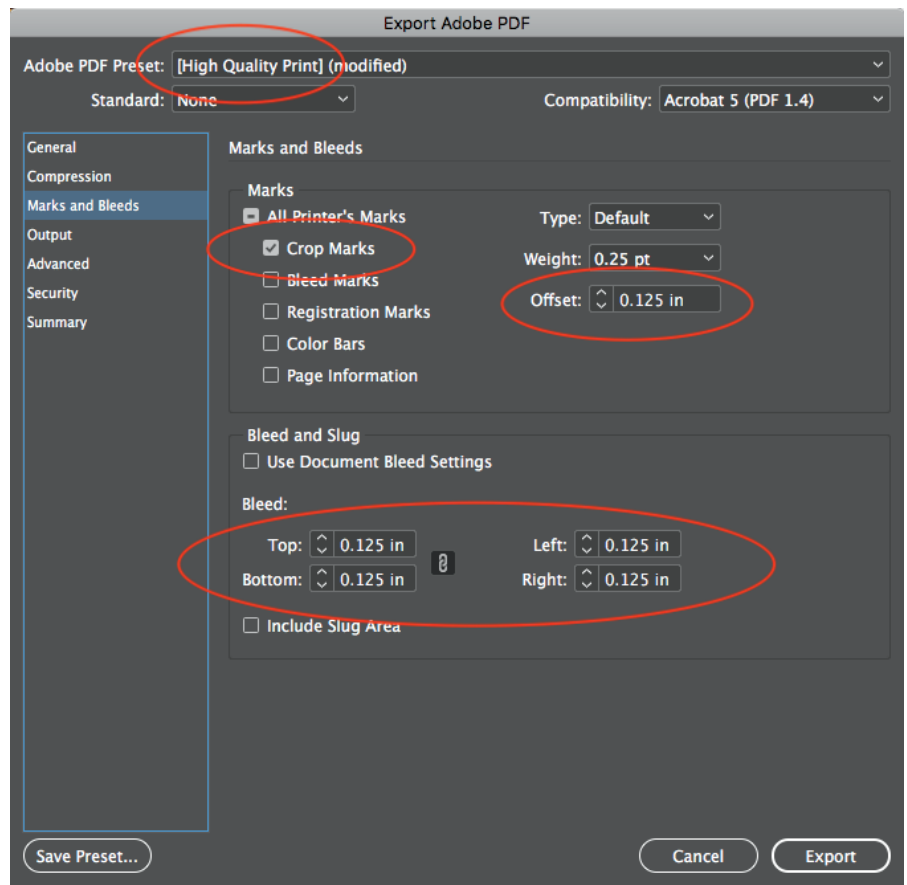 Export Adobe PDF
Adobe PDF Preset: [High Quality Print] (modified)
Standard: None Compatibility: Acrobat 5 (PDF 1.4)
General
Compression
Marks and Bleeds
Output
Advanced
Security
Summary
Marks and Bleeds
Marks
All Printer's Marks
Crop Marks
Bleed Marks
Registration Marks
Color Bars
Page Information
Type: Default
Weight: 0.25 pt
Offset: 0.125 in
Bleed and Slug
Use Document Bleed Settings
Bleed:
Top: 0.125 in Left: 0.125 in
Bottom: 0.125 in Right: 0.125 in
Include Slug Area
Save Preset... Cancel Export